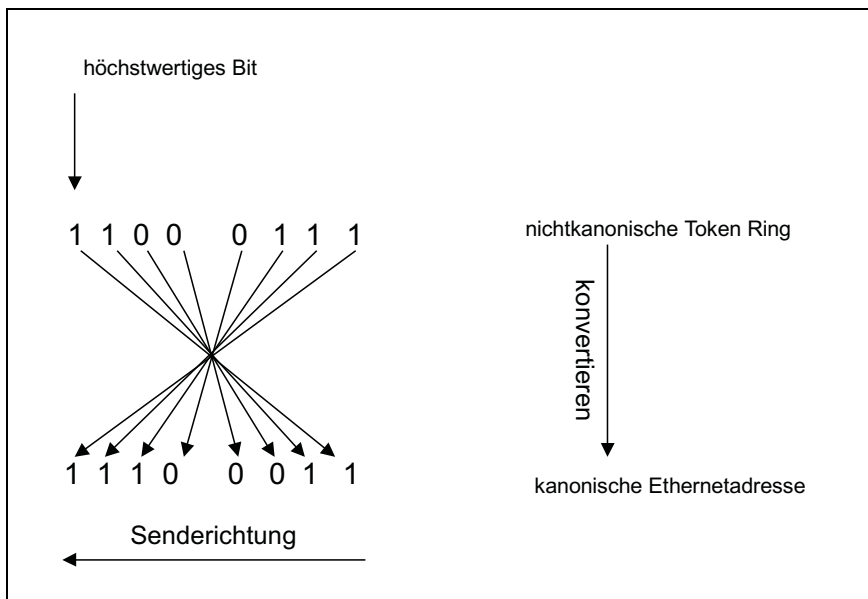 höchstwertiges Bit
1 1 0 0 0 1 1 1
nichtkanonische Token Ring
konvertieren
1 1 1 0 0 0 1 1
kanonische Ethernetadresse
Senderichtung